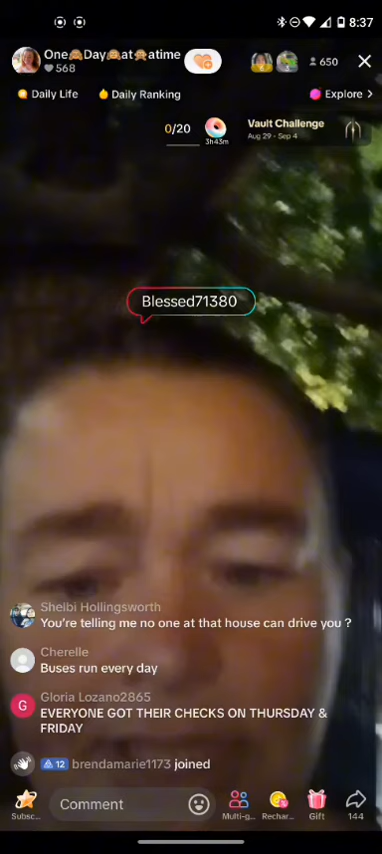 8:37
One🙈Day🙈at🙈atime
568
650
Daily Life
Daily Ranking
Explore >
0/20
3h43m
Vault Challenge
Aug 29 - Sep 4
Blessed71380
Shelbi Hollingsworth
You're telling me no one at that house can drive you ?
Cherelle
Buses run every day
G
Gloria Lozano2865
EVERYONE GOT THEIR CHECKS ON THURSDAY &
FRIDAY
12 brendamarie1173 joined
Comment
Subsc...
Multi-g...
Rechar...
Gift
144